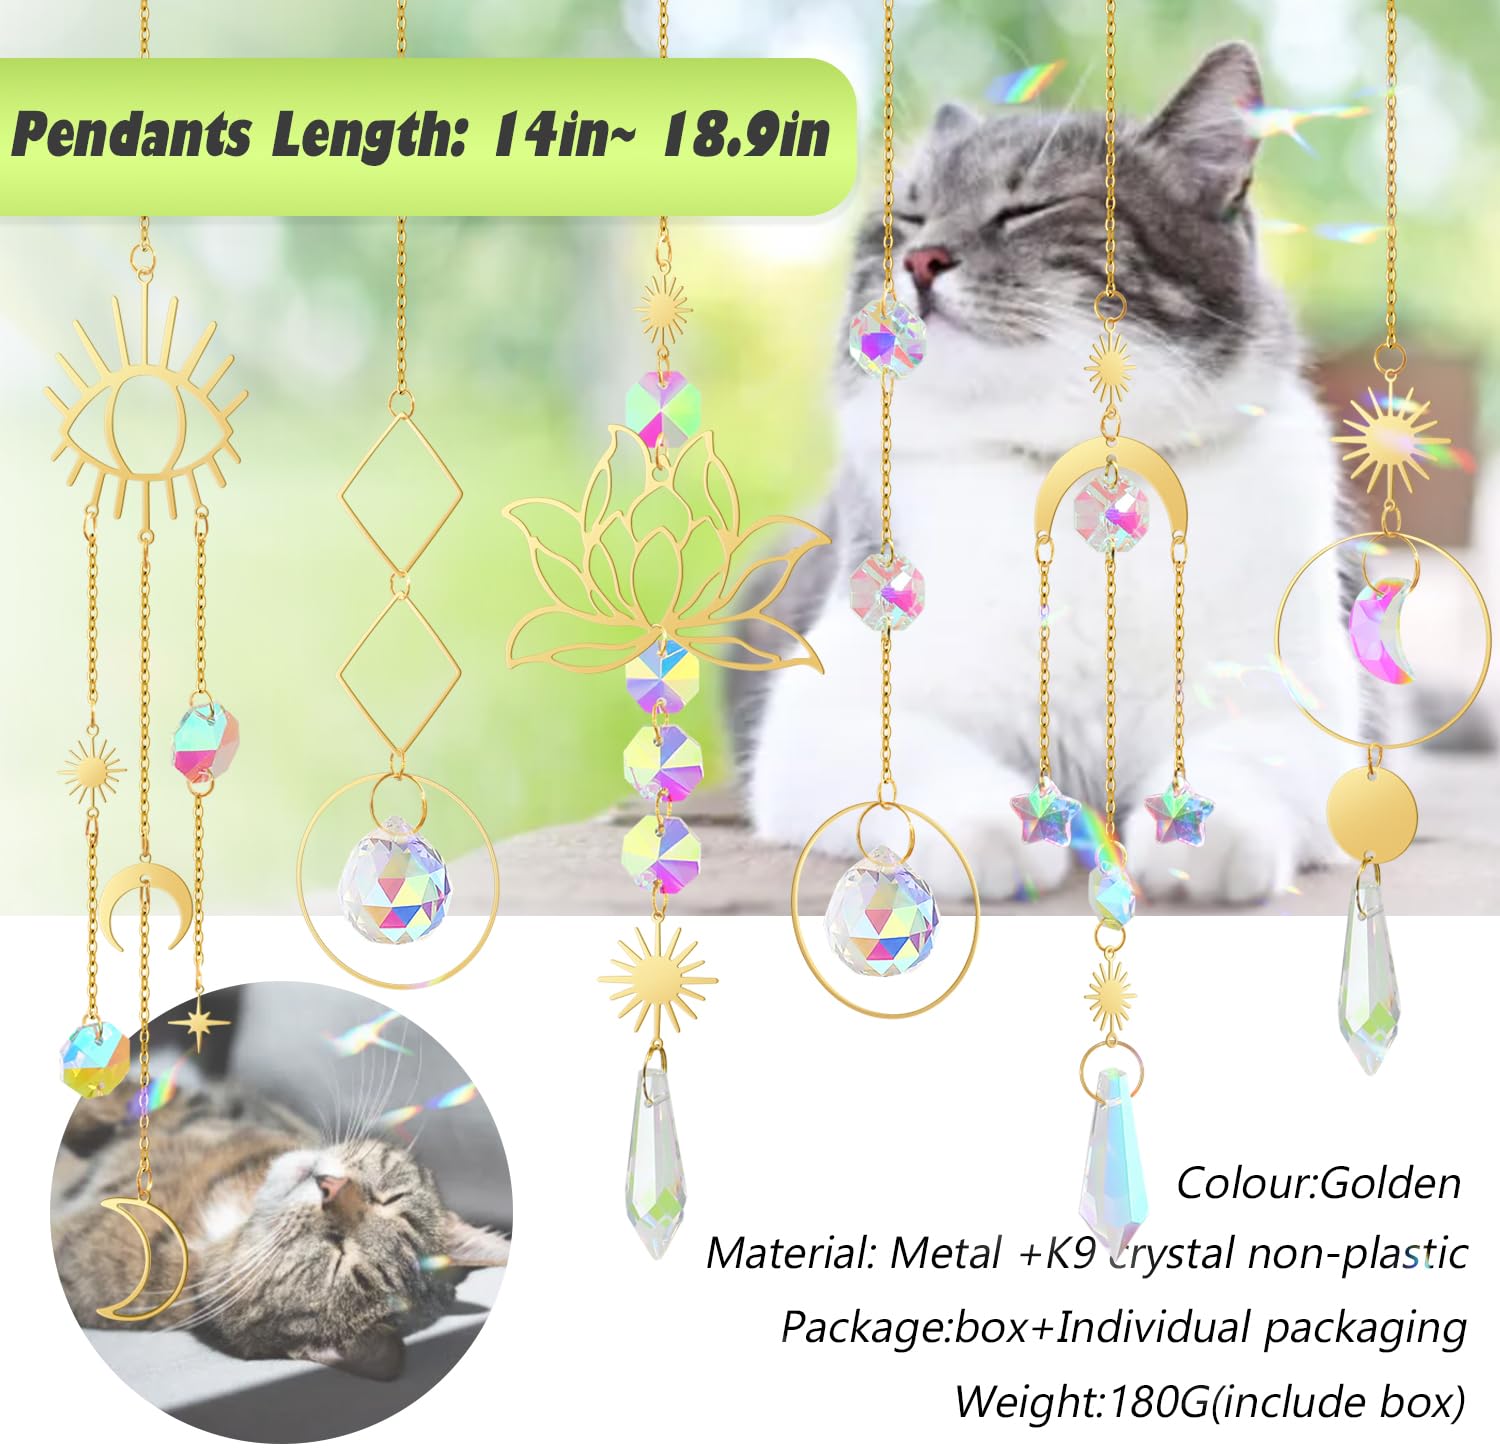 Pendants Length: 14in~ 18.9in
Colour:Golden
Material: Metal +K9 crystal non-plastic
Package:box+Individual packaging
Weight:180G(include box)